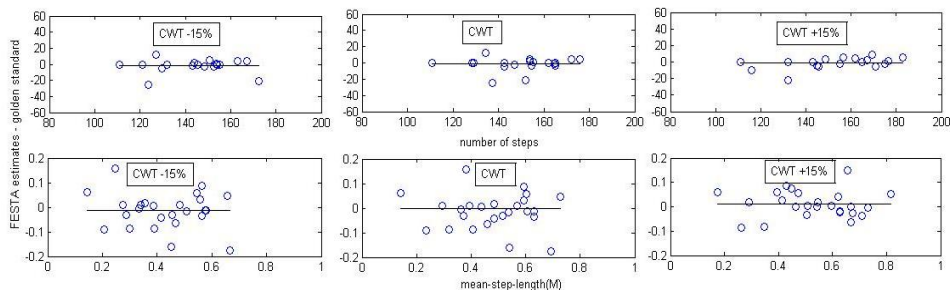 60
40
20
0
-20
-40
60
CWT -15%
80 100 120 140 160 180 200
60
40
20
0
-20
-40
-60
CWT
80 100 120 140 160 180 200
number of steps
60
40
20
0
-20
-40
-60
CWT +15%
80 100 120 140 160 180 200
FESTA estimates - golden standard
0.2
0.1
0
-0.1
-0.2
CWT -15%
0 0.2 0.4 0.6 0.8 1
0.2
0.1
0
-0.1
-0.2
CWT
0 0.2 0.4 0.6 0.8 1
mean-step-length(M)
0.2
0.1
0
-0.1
-0.2
CWT +15%
0 0.2 0.4 0.6 0.8 1